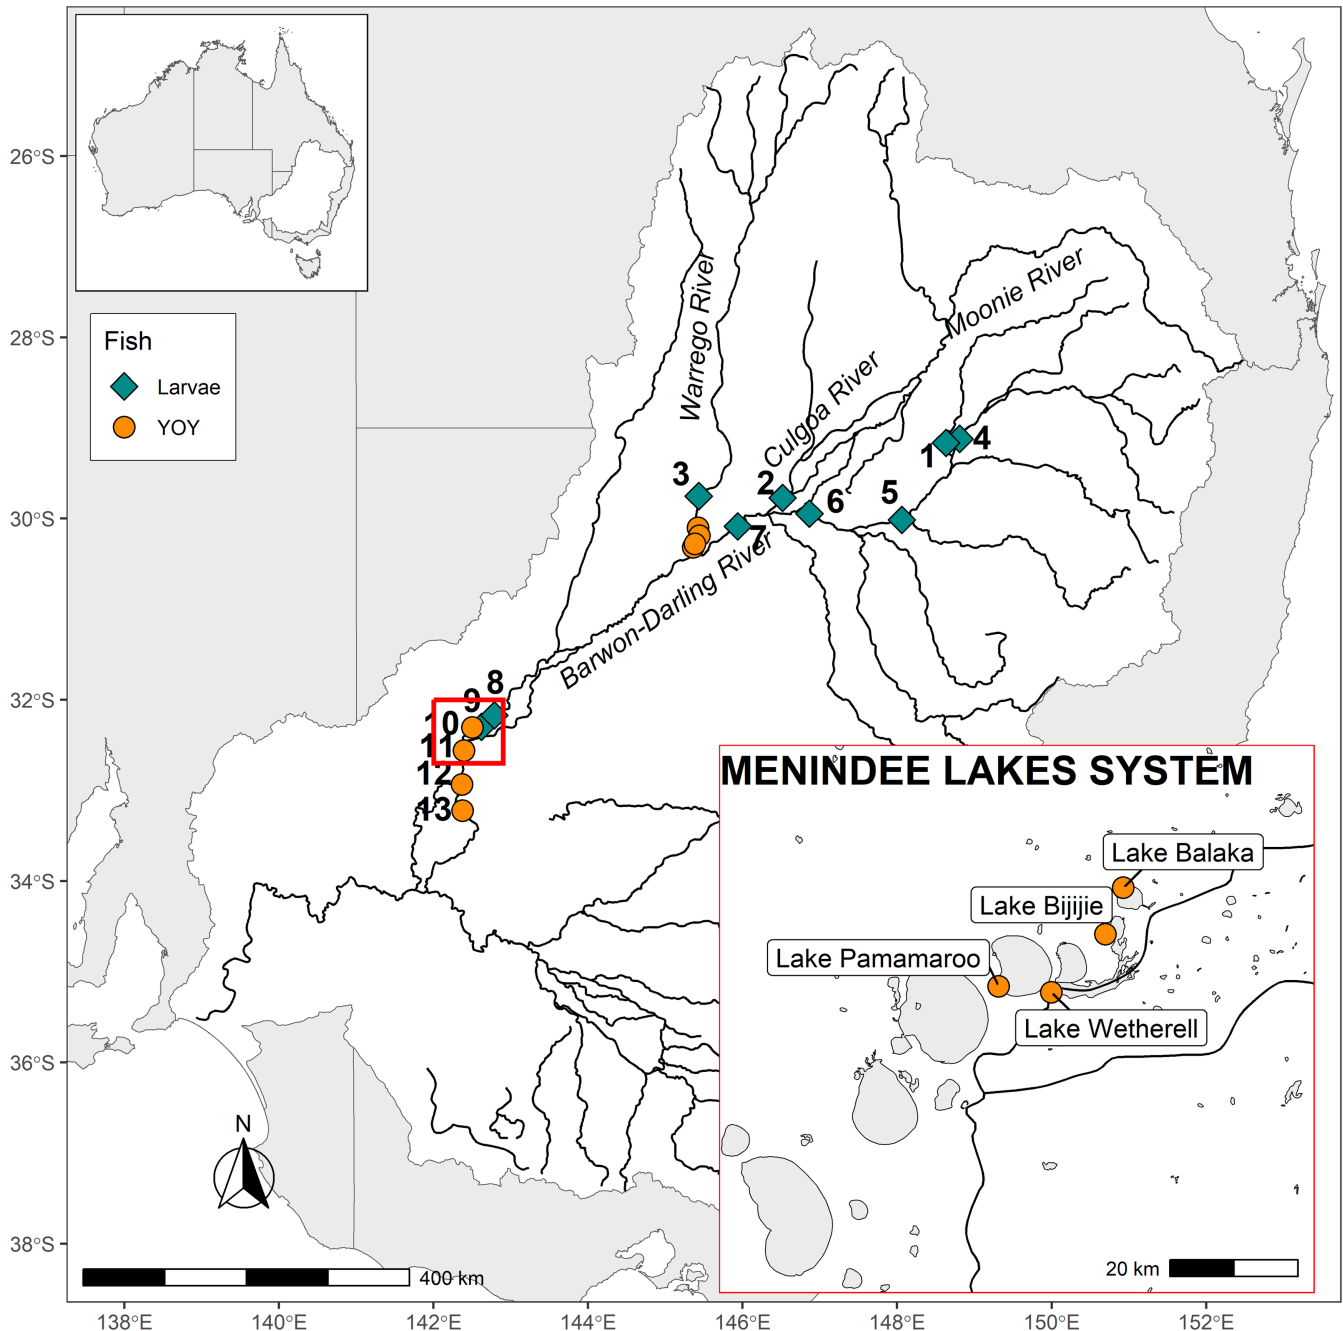 26°S
28°S
30°S
32°S
34°S
36°S
38°S
138°E
140°E
142°E
144°E
146°E
148°E
150°E
152°E
Fish
Larvae
YOY
Warrego River
Culgoa River
Moonie River
Barwon-Darling River
1
2
3
4
5
6
7
8
9
10
11
12
13
N
400 km
MENINDEE LAKES SYSTEM
Lake Balaka
Lake Bijijie
Lake Pamamaroo
Lake Wetherell
20 km